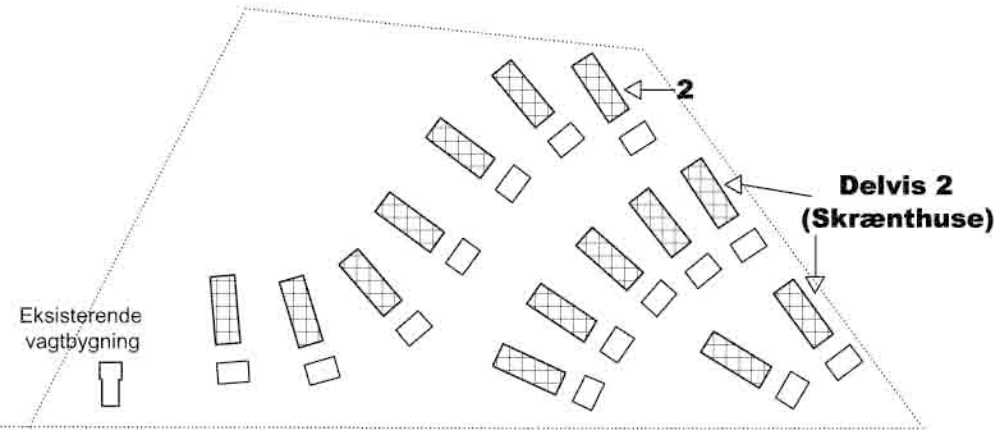 2
Delvis 2
(Skrænthuse)
Eksisterende
vagtbygning